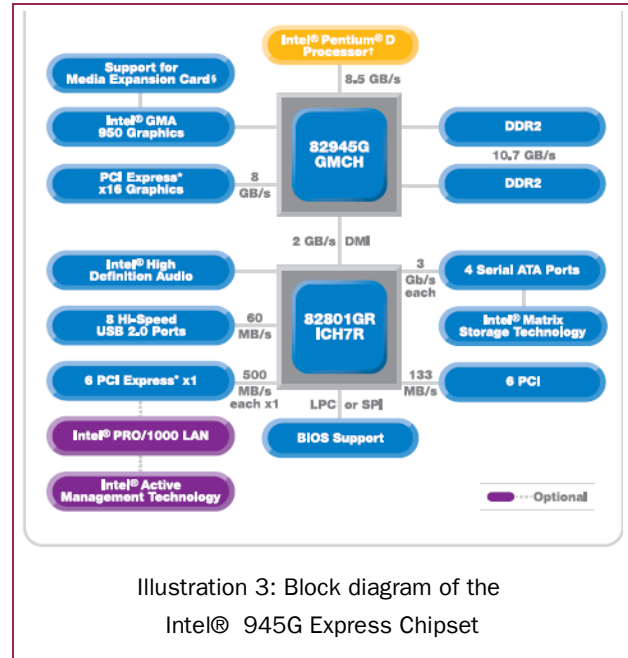 Intel® Pentium® D
Processor†
8.5 GB/s
Support for
Media Expansion Card§
Intel® GMA
950 Graphics
PCI Express*
x16 Graphics
8
GB/s
82945G
GMCH
DDR2
10.7 GB/s
DDR2
2 GB/s DMI
Intel® High
Definition Audio
8 Hi-Speed
USB 2.0 Ports
60
MB/s
6 PCI Express* x1
500
MB/s
each x1
82801GR
ICH7R
3
Gb/s
each
4 Serial ATA Ports
Intel® Matrix
Storage Technology
133
MB/s
6 PCI
LPC or SPI
BIOS Support
Intel® PRO/1000 LAN
Intel® Active
Management Technology
Optional
Illustration 3: Block diagram of the
Intel® 945G Express Chipset